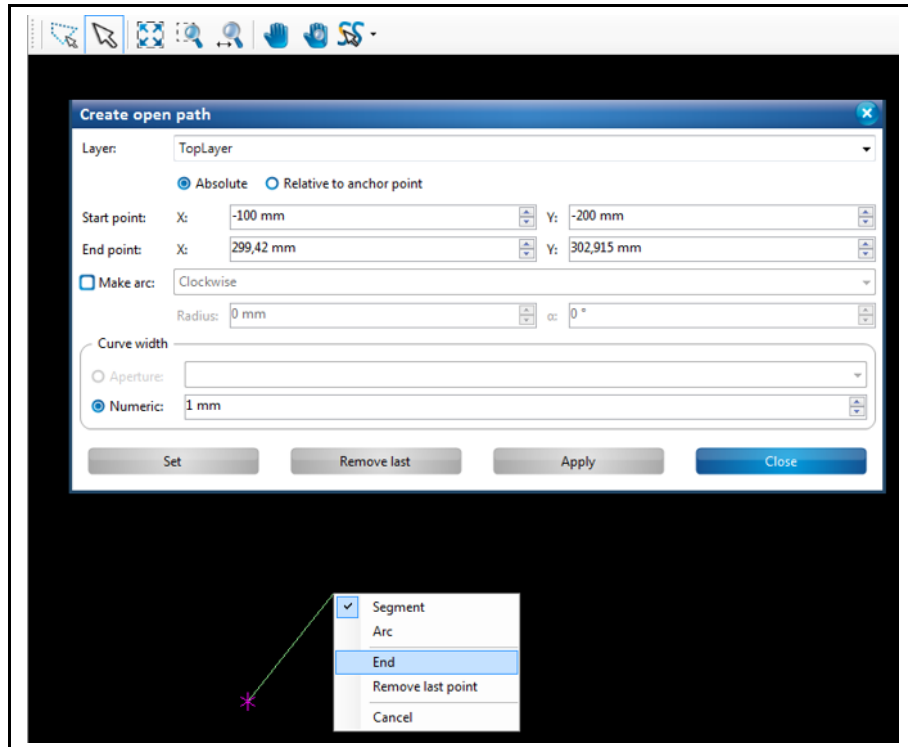 Create open path
Layer: TopLayer
Absolute Relative to anchor point
Start point: X: -100 mm Y: -200 mm
End point: X: 299,42 mm Y: 302,915 mm
Make arc: Clockwise
Radius: 0 mm α: 0 °
Curve width
Aperture:
Numeric: 1 mm
Set Remove last Apply Close
Segment
Arc
End
Remove last point
Cancel